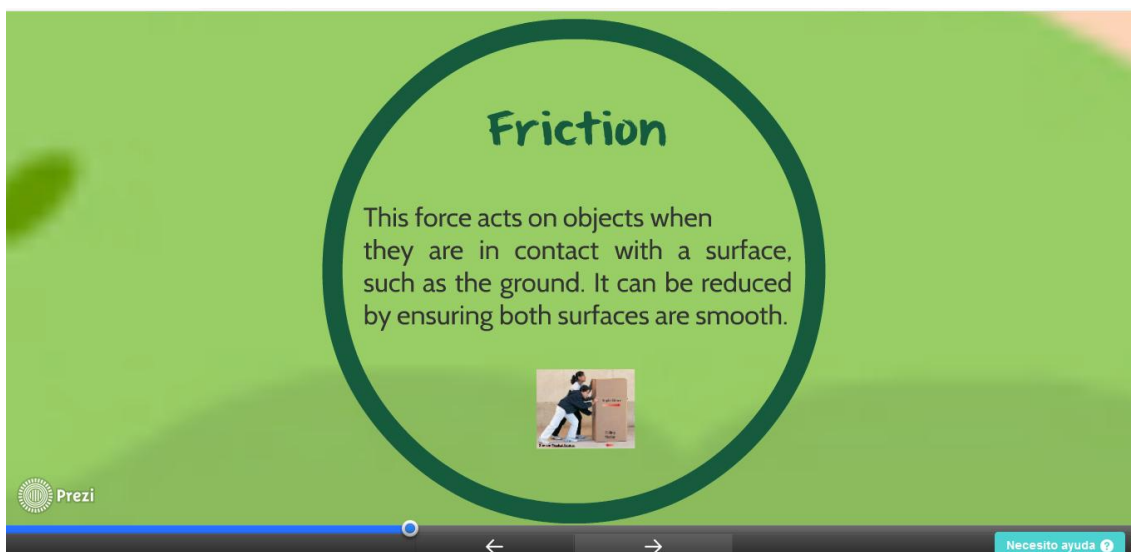 Friction
This force acts on objects when
they are in contact with a surface,
such as the ground. It can be reduced
by ensuring both surfaces are smooth.
Prezi
Necesito ayuda ?